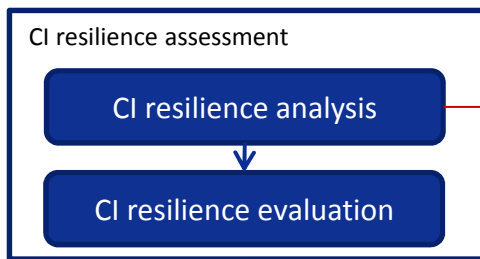 CI resilience assessment
CI resilience analysis
CI resilience evaluation